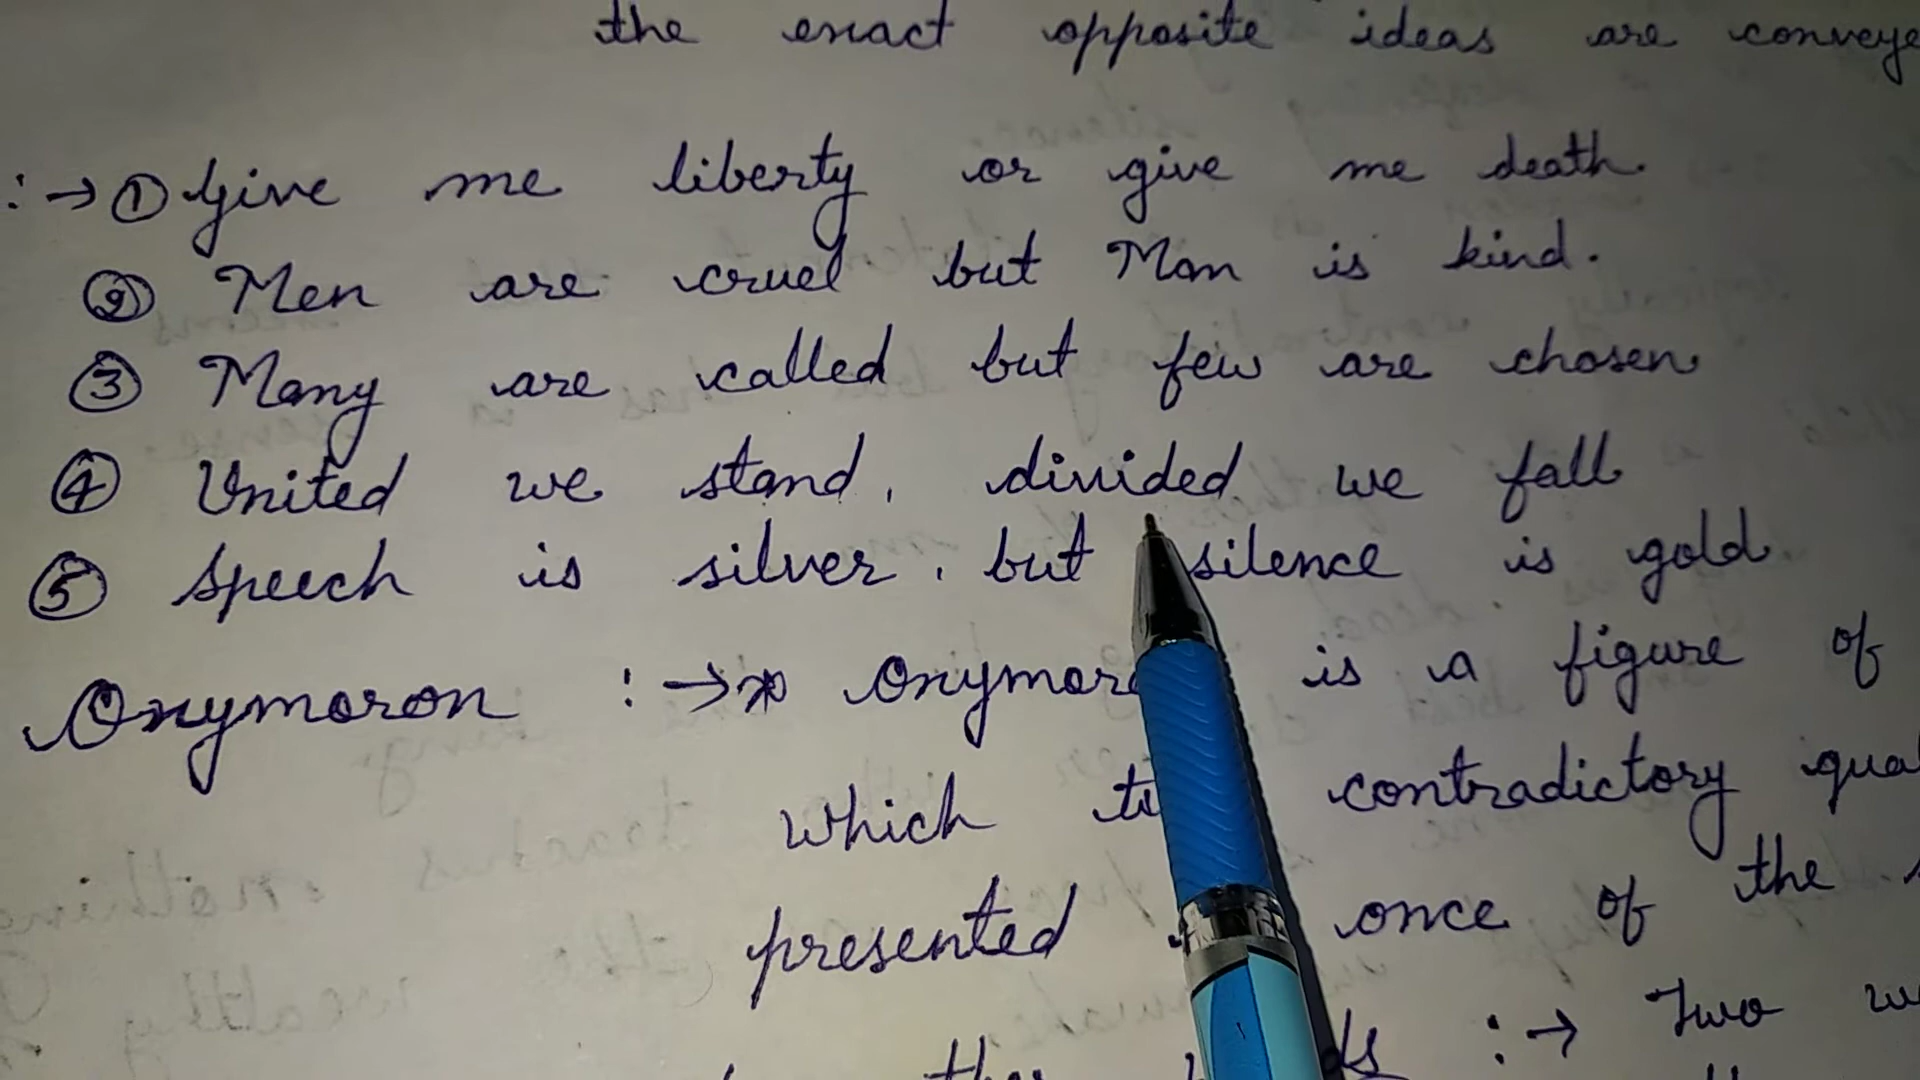 the exact opposite ideas are conveye
:→ ① Give me liberty or give me death.
② Men are cruel but Man is kind.
③ Many are called but few are chosen
④ United we stand, divided we fall
⑤ Speech is silver, but silence is gold
Oxymoron :→ * Oxymoro is a figure of
which contradictory qual
presented once of the
:→ Two